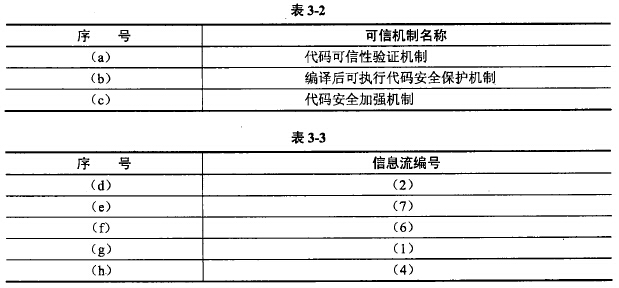 表 3-2
序 号 可信机制名称
(a) 代码可信性验证机制
(b) 编译后可执行代码安全保护机制
(c) 代码安全加强机制
表 3-3
序 号 信息流编号
(d) (2)
(e) (7)
(f) (6)
(g) (1)
(h) (4)